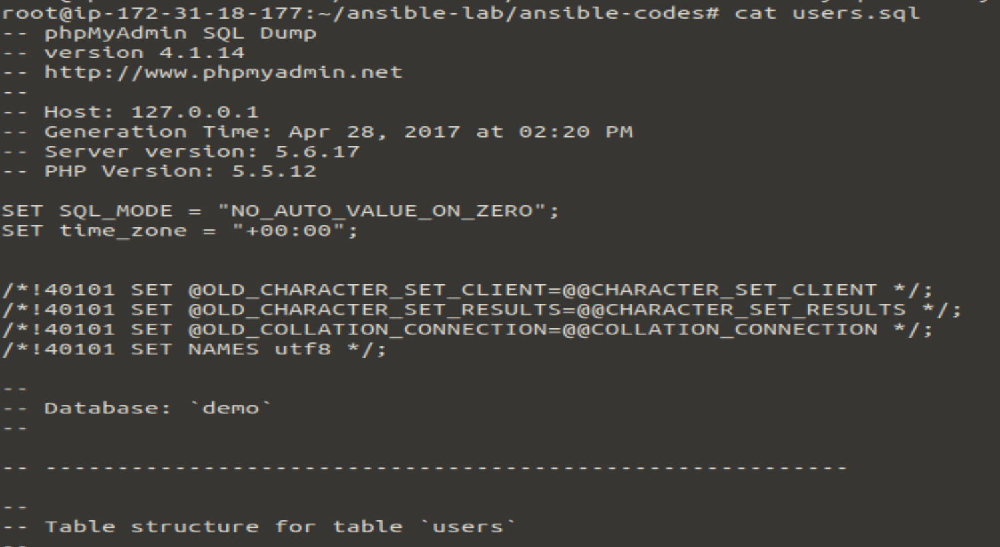 root@ip-172-31-18-177:~/ansible-lab/ansible-codes# cat users.sql
-- phpMyAdmin SQL Dump
-- version 4.1.14
-- http://www.phpmyadmin.net
--
-- Host: 127.0.0.1
-- Generation Time: Apr 28, 2017 at 02:20 PM
-- Server version: 5.6.17
-- PHP Version: 5.5.12
SET SQL_MODE = "NO_AUTO_VALUE_ON_ZERO";
SET time_zone = "+00:00";
/*!40101 SET @OLD_CHARACTER_SET_CLIENT=@@CHARACTER_SET_CLIENT */;
/*!40101 SET @OLD_CHARACTER_SET_RESULTS=@@CHARACTER_SET_RESULTS */;
/*!40101 SET @OLD_COLLATION_CONNECTION=@@COLLATION_CONNECTION */;
/*!40101 SET NAMES utf8 */;
--
-- Database: `demo`
--
-- --------------------------------------------------------
--
-- Table structure for table `users`
--